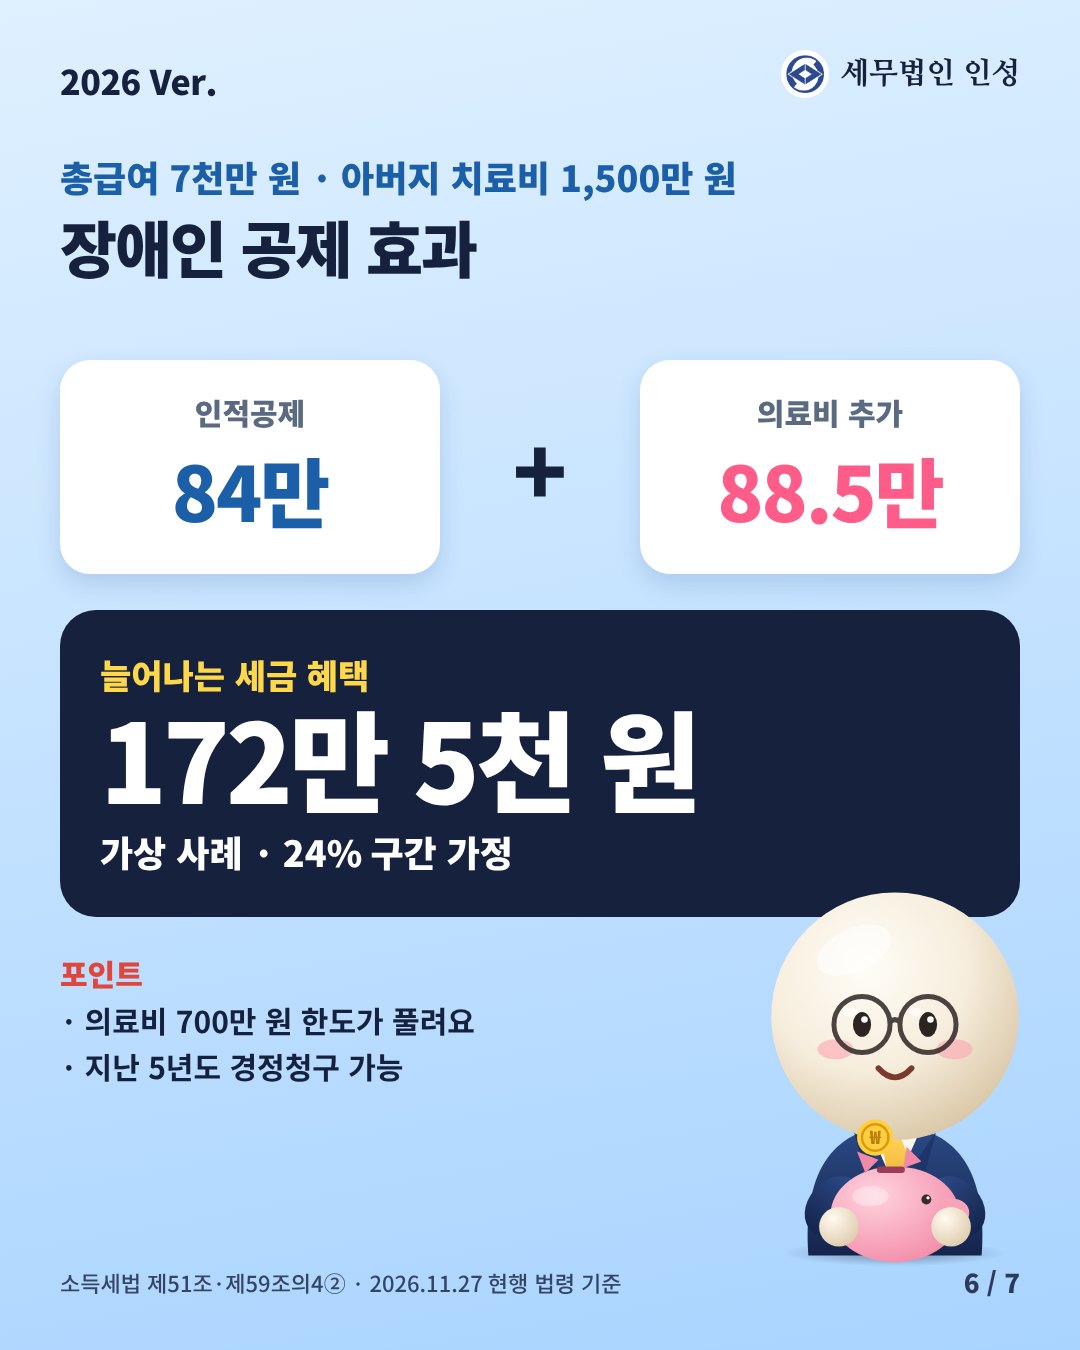 2026 Ver.
세무법인 인성
총급여 7천만 원 · 아버지 치료비 1,500만 원
장애인 공제 효과
인적공제
84만
+
의료비 추가
88.5만
늘어나는 세금 혜택
172만 5천 원
가상 사례 · 24% 구간 가정
포인트
· 의료비 700만 원 한도가 풀려요
· 지난 5년도 경정청구 가능
₩
소득세법 제51조·제59조의4② · 2026.11.27 현행 법령 기준
6 / 7